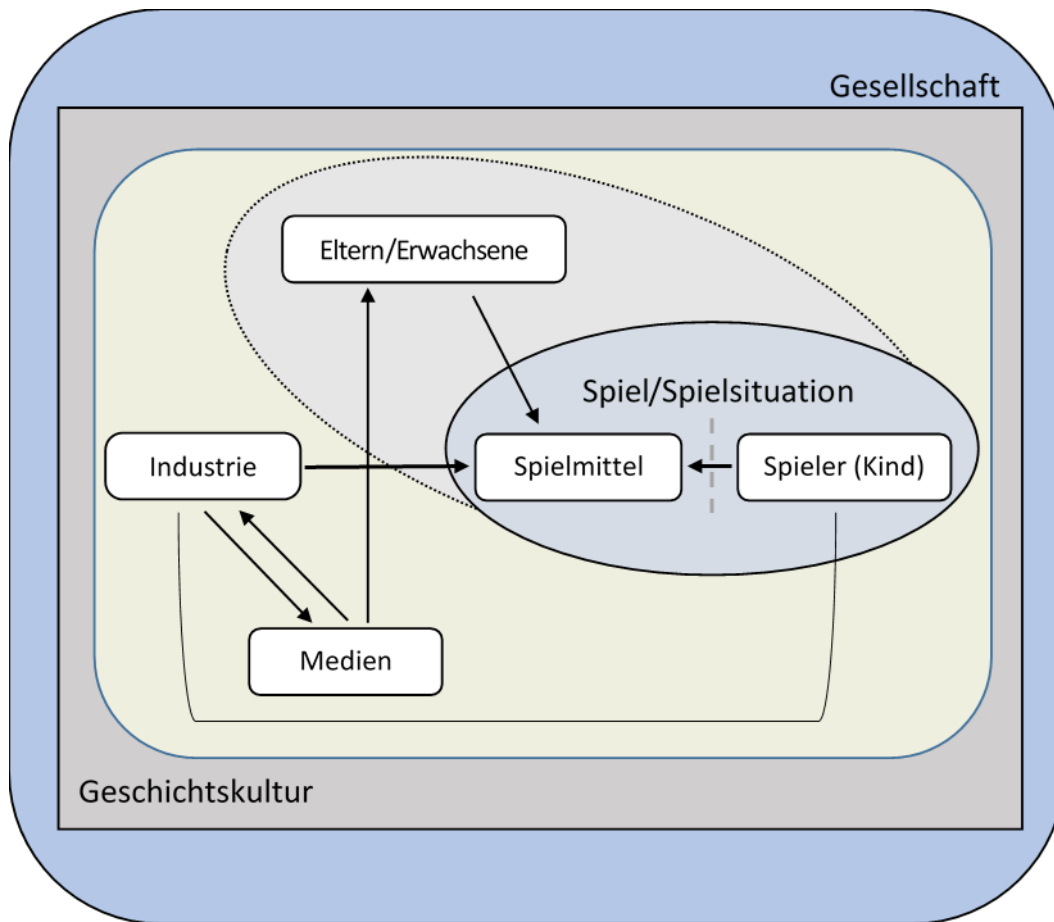 Gesellschaft
Eltern/Erwachsene
Spiel/Spielsituation
Industrie
Spielmittel
Spieler (Kind)
Medien
Geschichtskultur